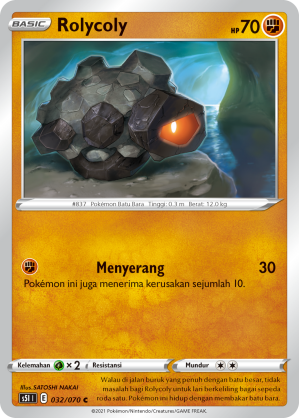 BASIC Rolycoly HP 70
#837 Pokémon Batu Bara Tinggi: 0.3 m Berat: 12.0 kg
Menyerang 30
Pokémon ini juga menerima kerusakan sejumlah 10.
Kelemahan × 2 Resistansi Mundur
Illus. SATOSHI NAKAI
Walau di jalan buruk yang penuh dengan batu besar, tidak
masalah bagi Rolycoly untuk tan berkeliling bagai sepeda
roda satu. Pokémon ini hidup dengan membakar batu bara.
s5I I E 032/070 C
©2021 Pokémon/Nintendo/Creatures/GAME FREAK.